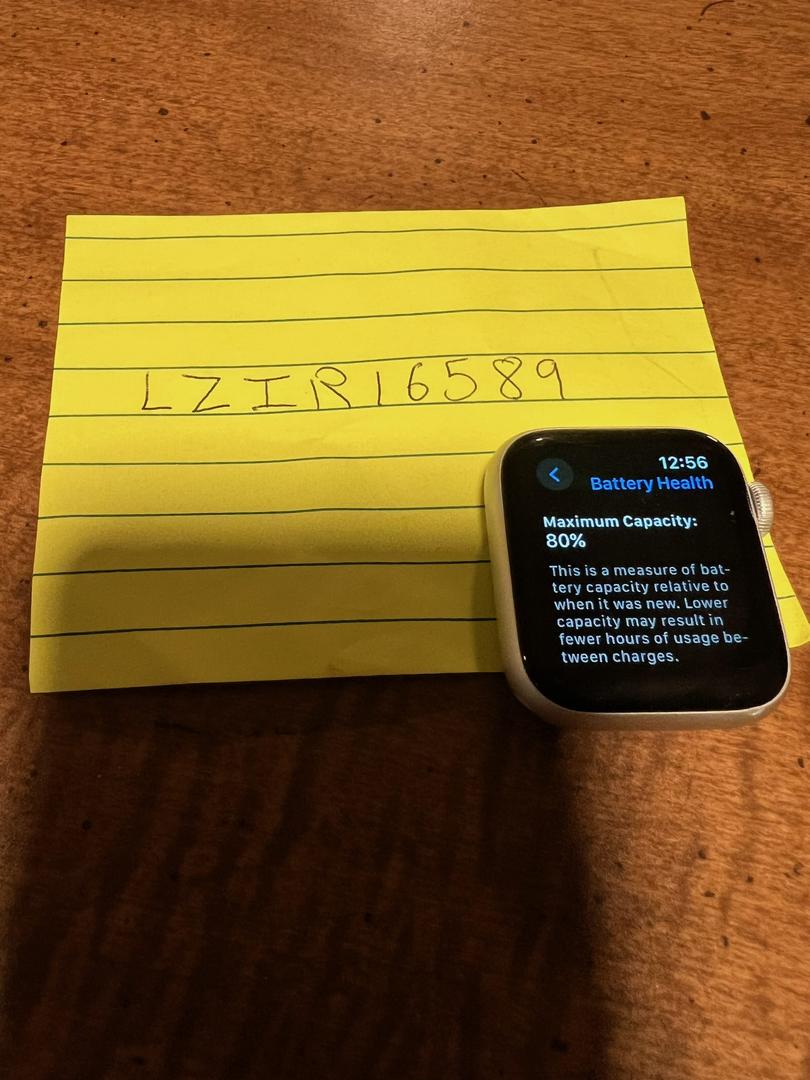 LZIR16589
12:56
Battery Health
Maximum Capacity:
80%
This is a measure of bat-
tery capacity relative to
when it was new. Lower
capacity may result in
fewer hours of usage be-
tween charges.